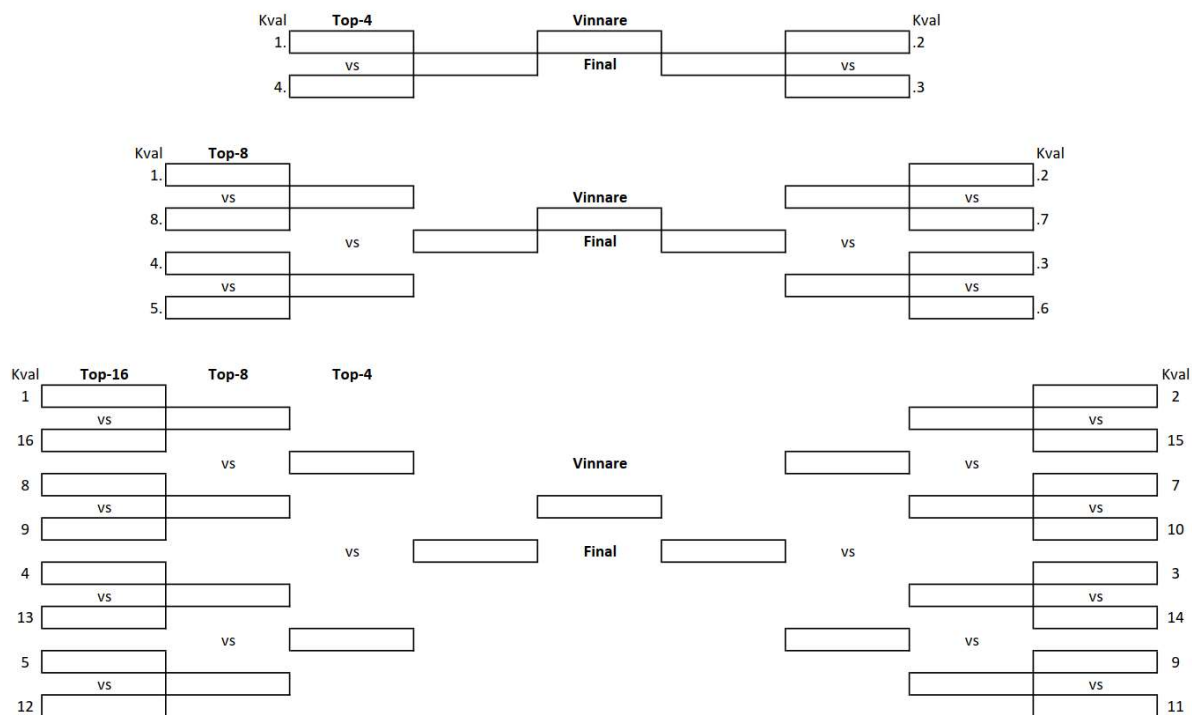 Kval Top-4 Vinnare Kval
1. .2
vs Final vs
4. .3
Kval Top-8 Kval
1. .2
vs Vinnare vs
8. .7
vs Final vs
4. .3
vs vs
5. .6
Kval Top-16 Top-8 Top-4 Kval
1 2
vs vs
16 15
vs Vinnare vs
8 7
vs vs
9 10
vs Final vs
4 3
vs vs
13 14
vs vs
5 9
vs vs
12 11